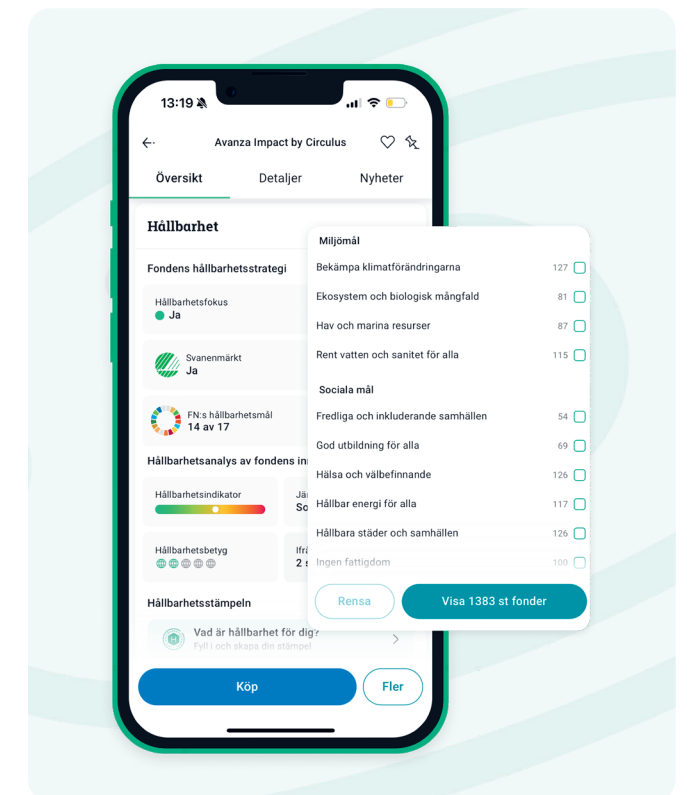 13:19
Avanza Impact by Circulus
Översikt
Detaljer
Nyheter
Hållbarhet
Fondens hållbarhetsstrategi
Hållbarhetsfokus
Ja
Svanenmärkt
Ja
FN:s hållbarhetsmål
14 av 17
Hållbarhetsanalys av fondens
Hållbarhetsindikator
Hållbarhetsbetyg
2
Hållbarhetsstämpeln
Vad är hållbarhet för dig?
Fyll i och skapa din stämpel
Köp
Fler
Miljömål
Bekämpa klimatförändringarna 127
Ekosystem och biologisk mångfald 81
Hav och marina resurser 87
Rent vatten och sanitet för alla 115
Sociala mål
Fredliga och inkluderande samhällen 54
God utbildning för alla 69
Hälsa och välbefinnande 126
Hållbar energi för alla 117
Hållbara städer och samhällen 126
Ingen fattigdom 100
Rensa
Visa 1383 st fonder